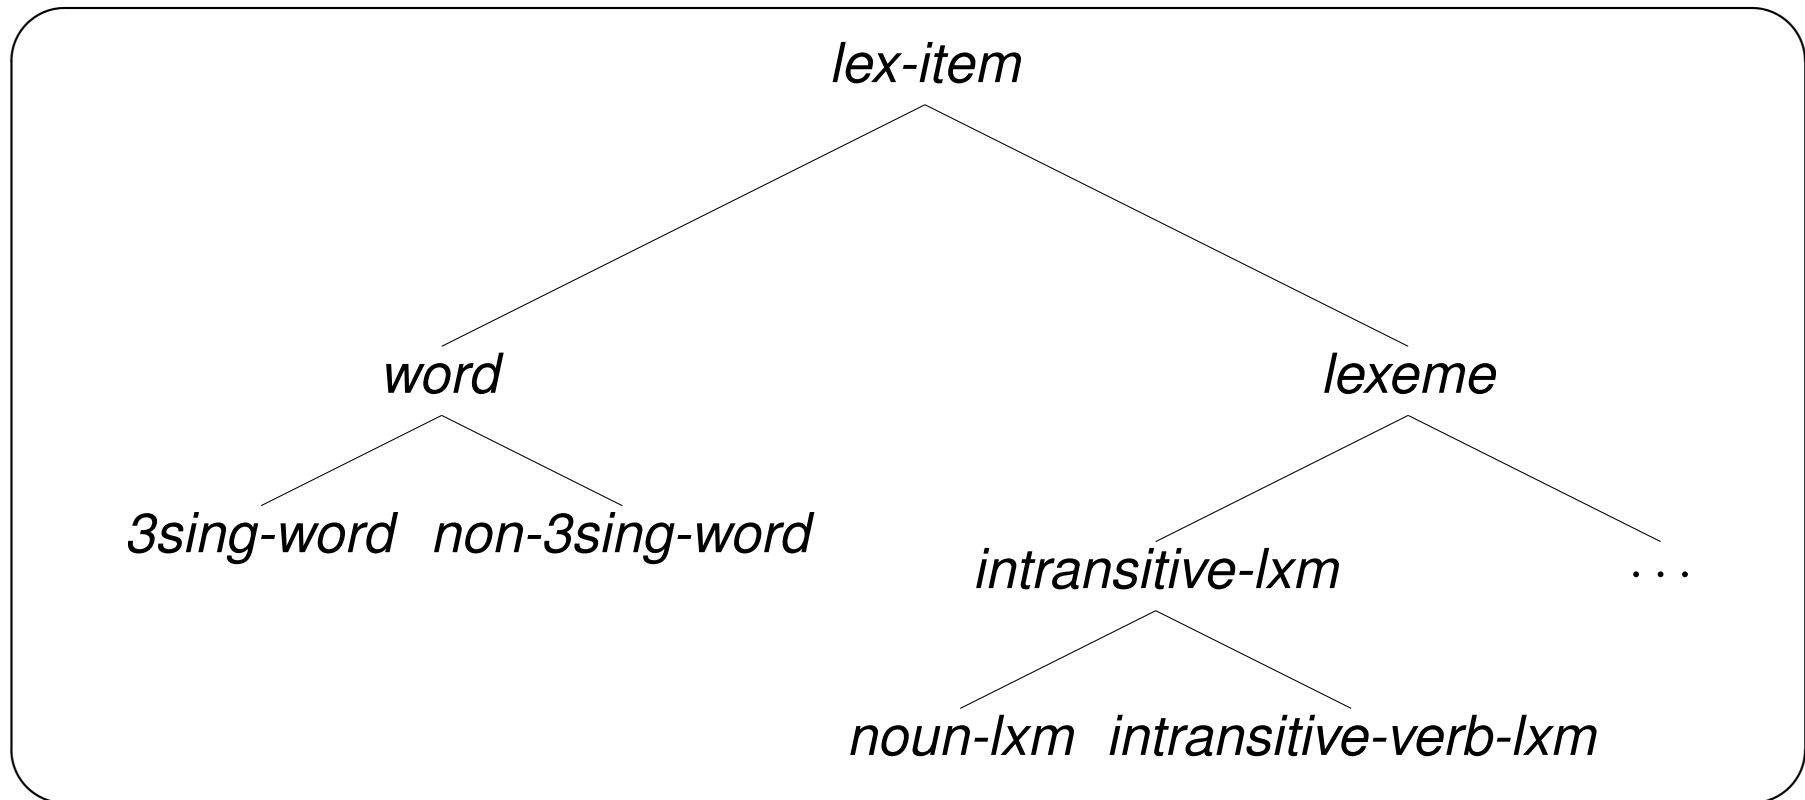 lex-item
word lexeme
3sing-word non-3sing-word
intransitive-lxm . . .
noun-lxm intransitive-verb-lxm